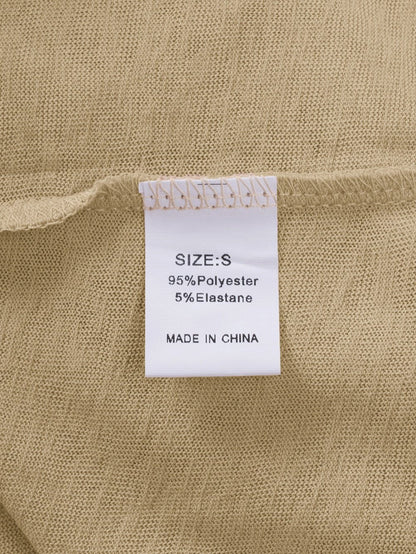 SIZE:S
95%Polyester
5%Elastane
MADE IN CHINA